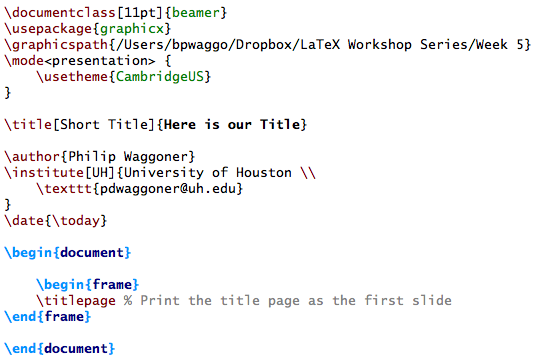 \documentclass[11pt]{beamer}
\usepackage{graphicx}
\graphicspath{/Users/bpwaggo/Dropbox/LaTeX Workshop Series/Week 5}
\mode<presentation> {
    \usetheme{CambridgeUS}
}

\title[Short Title]{Here is our Title}

\author{Philip Waggoner}
\institute[UH]{University of Houston \\
    \texttt{pdwaggoner@uh.edu}
}
\date{\today}

\begin{document}

    \begin{frame}
    \titlepage % Print the title page as the first slide
\end{frame}

\end{document}